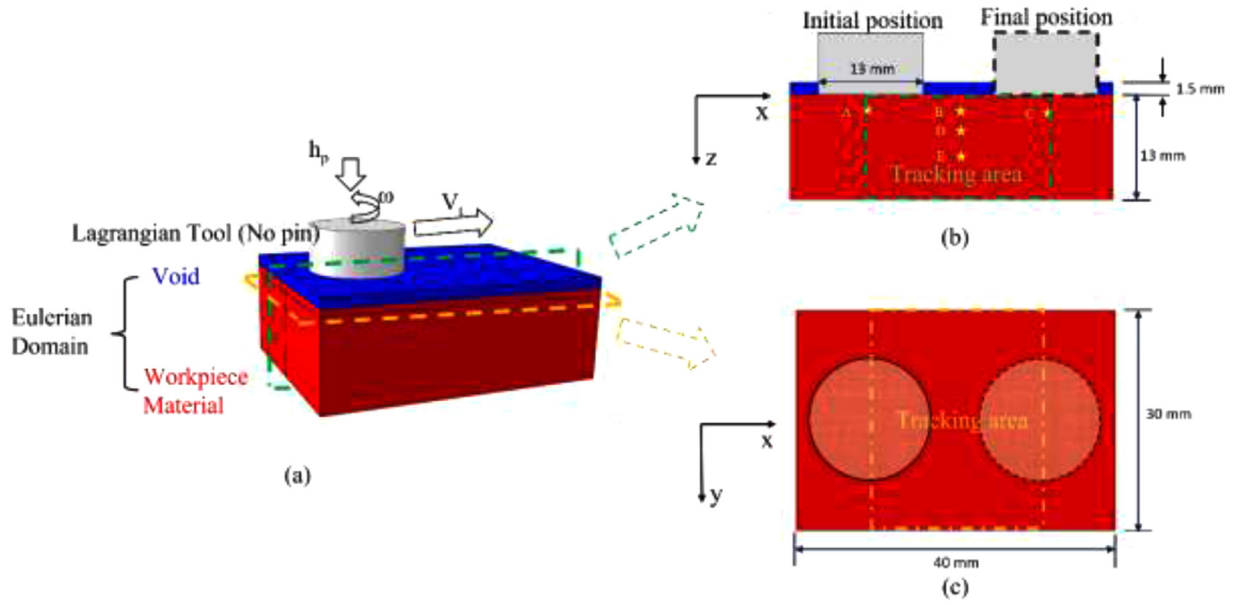 h_p
ω
V
Lagrangian Tool (No pin)
Void
Eulerian
Domain
Workpiece
Material
(a)
Initial position
Final position
13 mm
1.5 mm
X
A
B
C
D
E
13 mm
Z
Tracking area
(b)
Tracking area
30 mm
X
y
40 mm
(c)